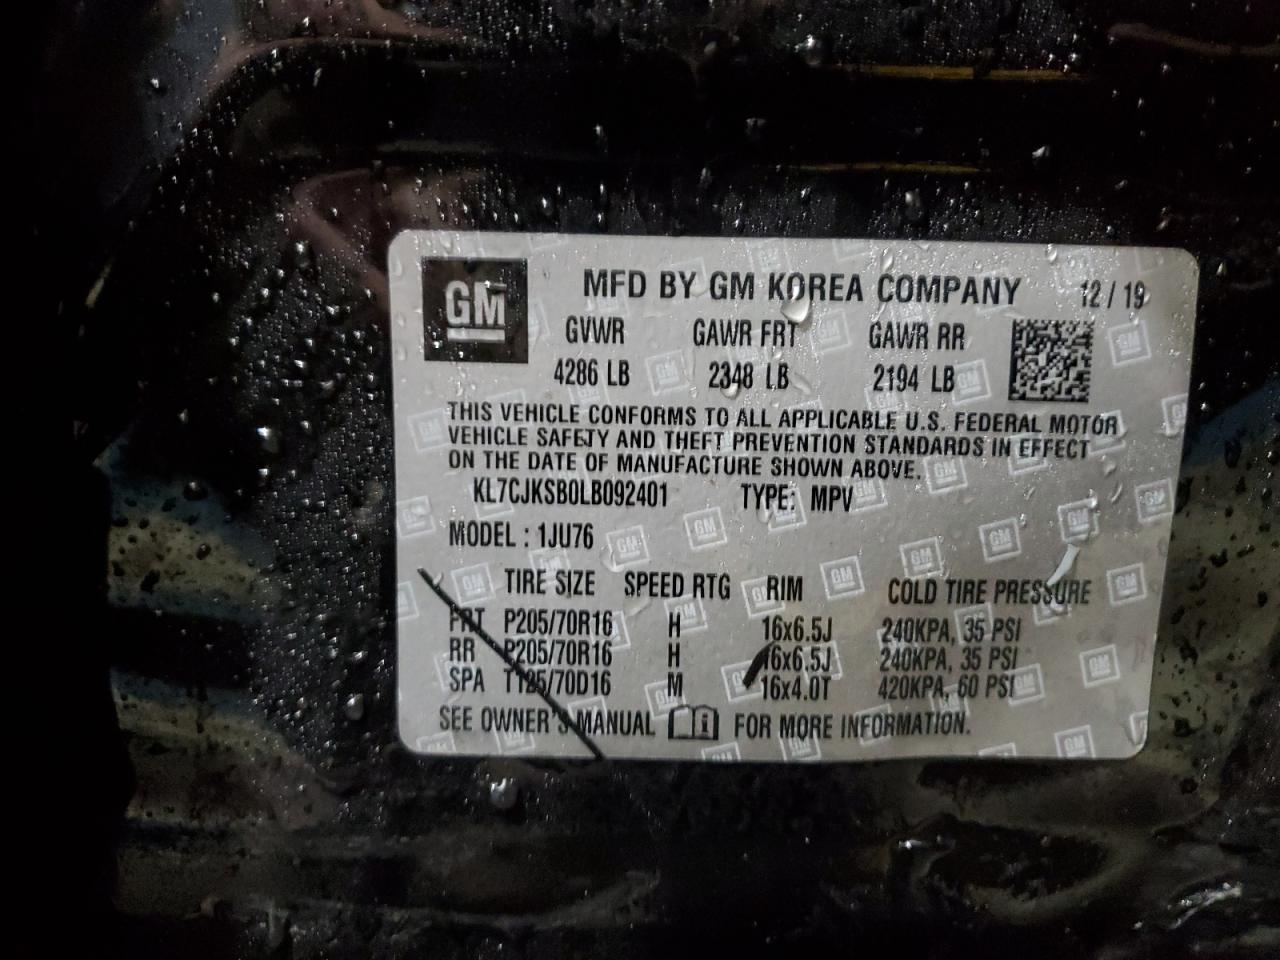 GM
MFD BY GM KOREA COMPANY 12 / 19
GVWR GAWR FRT GAWR RR
4286 LB 2348 LB 2194 LB
THIS VEHICLE CONFORMS TO ALL APPLICABLE U.S. FEDERAL MOTOR
VEHICLE SAFETY AND THEFT PREVENTION STANDARDS IN EFFECT
ON THE DATE OF MANUFACTURE SHOWN ABOVE.
KL7CJKSB0LB092401 TYPE: MPV
MODEL : 1JU76
TIRE SIZE SPEED RTG RIM COLD TIRE PRESSURE
FRT P205/70R16 H 16x6.5J 240KPA, 35 PSI
RR P205/70R16 H 16x6.5J 240KPA, 35 PSI
SPA T125/70D16 M 16x4.0T 420KPA, 60 PSI
SEE OWNER'S MANUAL FOR MORE INFORMATION.